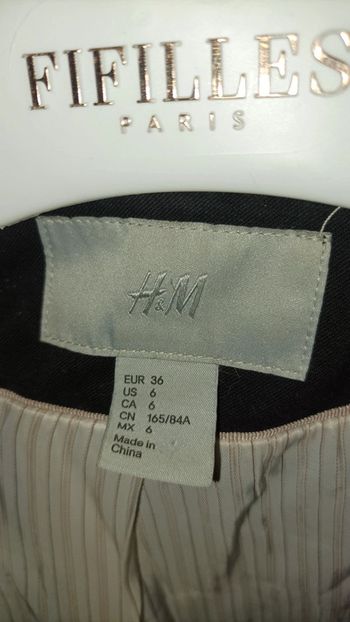 FIFILLES
PARIS
H&M
EUR 36
US 6
CA 6
CN 165/84A
MX 6
Made in
China